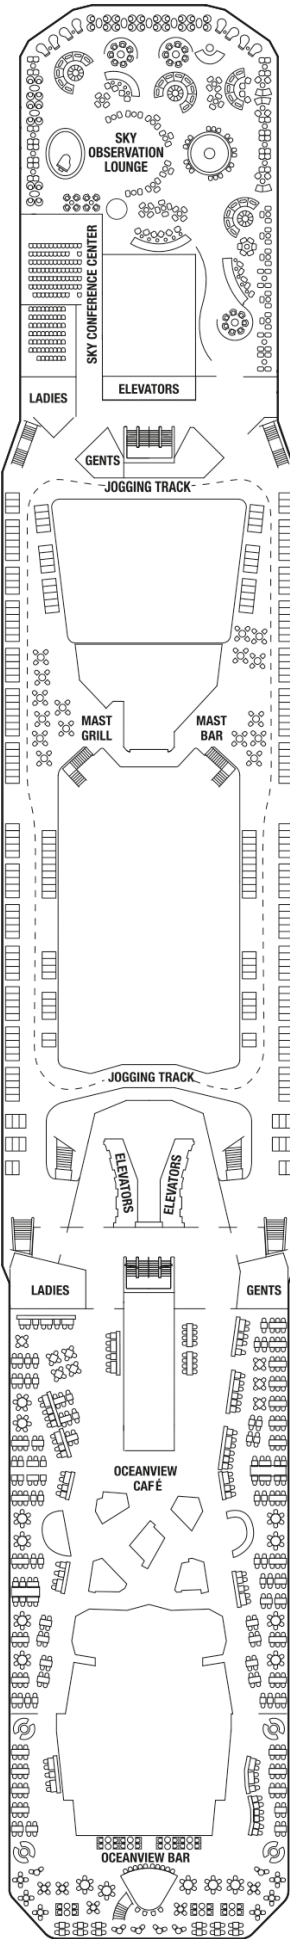 SKY
OBSERVATION
LOUNGE
SKY CONFERENCE CENTER
ELEVATORS
LADIES
GENTS
JOGGING TRACK
MAST
GRILL
MAST
BAR
JOGGING TRACK
ELEVATORS
ELEVATORS
LADIES
GENTS
OCEANVIEW
CAFÉ
OCEANVIEW BAR